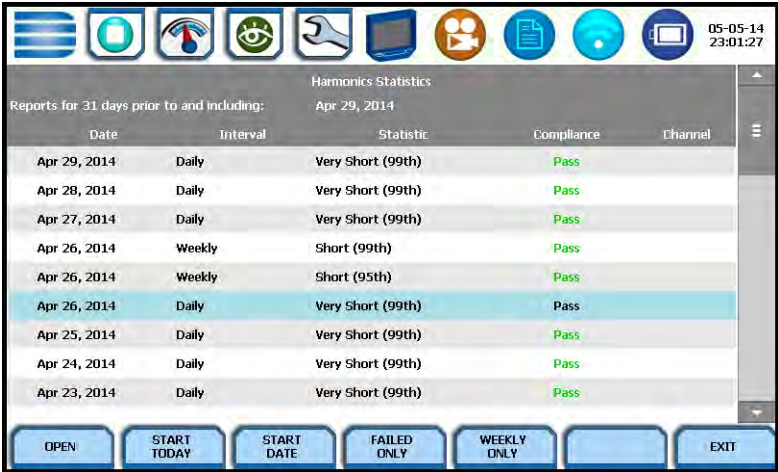 05-05-14
23:01:27
Harmonics Statistics
Reports for 31 days prior to and including: Apr 29, 2014
Date Interval Statistic Compliance Channel
Apr 29, 2014 Daily Very Short (99th) Pass
Apr 28, 2014 Daily Very Short (99th) Pass
Apr 27, 2014 Daily Very Short (99th) Pass
Apr 26, 2014 Weekly Short (99th) Pass
Apr 26, 2014 Weekly Short (95th) Pass
Apr 26, 2014 Daily Very Short (99th) Pass
Apr 25, 2014 Daily Very Short (99th) Pass
Apr 24, 2014 Daily Very Short (99th) Pass
Apr 23, 2014 Daily Very Short (99th) Pass
OPEN START TODAY START DATE FAILED ONLY WEEKLY ONLY EXIT